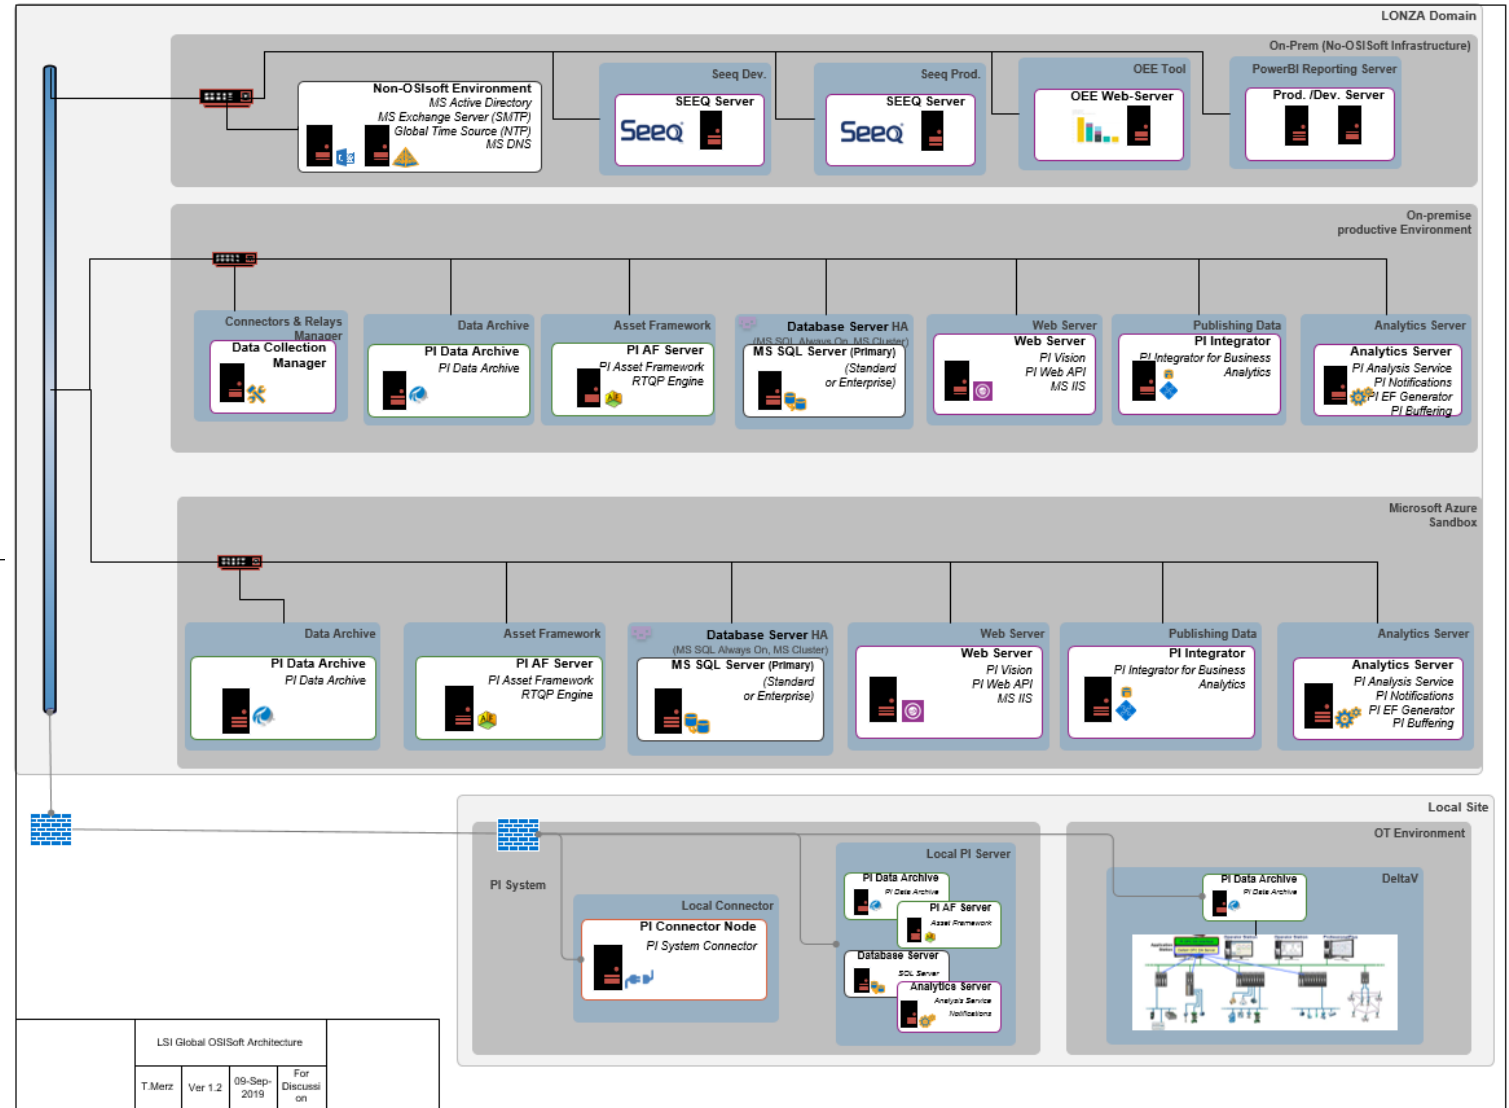 LONZA Domain
On-Prem (No-OSISoft Infrastructure)
Non-OSIsoft Environment
MS Active Directory
MS Exchange Server (SMTP)
Global Time Source (NTP)
MS DNS
Seeq Dev.
SEEQ Server
Seeq
Seeq Prod.
SEEQ Server
Seeq
OEE Tool
OEE Web-Server
PowerBI Reporting Server
Prod. /Dev. Server
On-premise
productive Environment
Connectors & Relays
Manager
Data Collection
Manager
Data Archive
PI Data Archive
PI Data Archive
Asset Framework
PI AF Server
PI Asset Framework
RTQP Engine
Database Server HA
(MS SQL Always On, MS Cluster)
MS SQL Server (Primary)
(Standard
or Enterprise)
Web Server
Web Server
PI Vision
PI Web API
MS IIS
Publishing Data
PI Integrator
PI Integrator for Business
Analytics
Analytics Server
Analytics Server
PI Analysis Service
PI Notifications
PI EF Generator
PI Buffering
Microsoft Azure
Sandbox
Data Archive
PI Data Archive
PI Data Archive
Asset Framework
PI AF Server
PI Asset Framework
RTQP Engine
Database Server HA
(MS SQL Always On, MS Cluster)
MS SQL Server (Primary)
(Standard
or Enterprise)
Web Server
Web Server
PI Vision
PI Web API
MS IIS
Publishing Data
PI Integrator
PI Integrator for Business
Analytics
Analytics Server
Analytics Server
PI Analysis Service
PI Notifications
PI EF Generator
PI Buffering
Local Site
PI System
Local Connector
PI Connector Node
PI System Connector
Local PI Server
PI Data Archive
PI Data Archive
PI AF Server
Asset Framework
Database Server
SQL Server
Analytics Server
Analysis Service
Notifications
OT Environment
DeltaV
PI Data Archive
PI Data Archive
LSI Global OSISoft Architecture
T.Merz
Ver 1.2
09-Sep-
2019
For
Discussi
on